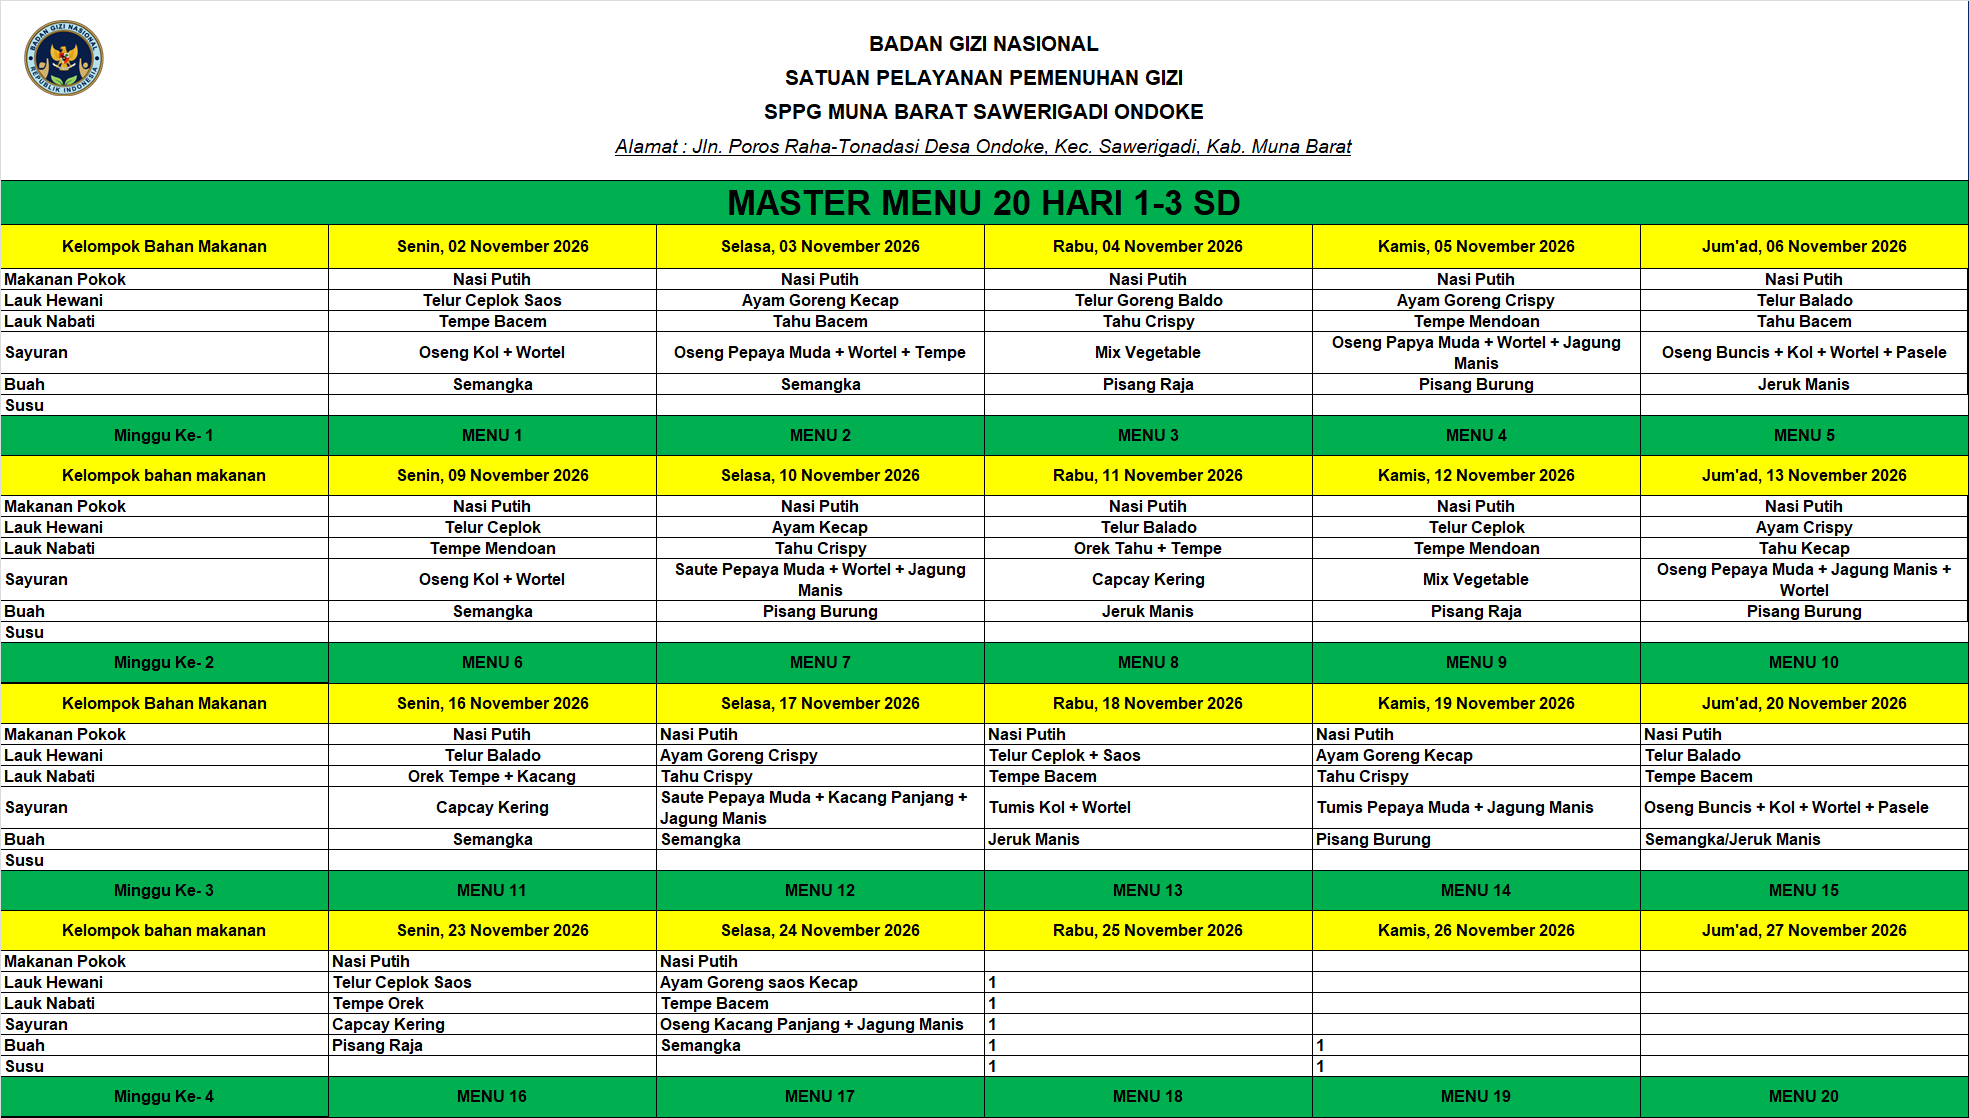 BADAN GIZI NASIONAL
REPUBLIK INDONESIA
BADAN GIZI NASIONAL
SATUAN PELAYANAN PEMENUHAN GIZI
SPPG MUNA BARAT SAWERIGADI ONDOKE
Alamat : Jln. Poros Raha-Tonadasi Desa Ondoke, Kec. Sawerigadi, Kab. Muna Barat
MASTER MENU 20 HARI 1-3 SD
Kelompok Bahan Makanan Senin, 02 November 2026 Selasa, 03 November 2026 Rabu, 04 November 2026 Kamis, 05 November 2026 Jum'ad, 06 November 2026
Makanan Pokok Nasi Putih Nasi Putih Nasi Putih Nasi Putih Nasi Putih
Lauk Hewani Telur Ceplok Saos Ayam Goreng Kecap Telur Goreng Baldo Ayam Goreng Crispy Telur Balado
Lauk Nabati Tempe Bacem Tahu Bacem Tahu Crispy Tempe Mendoan Tahu Bacem
Sayuran Oseng Kol + Wortel Oseng Pepaya Muda + Wortel + Tempe Mix Vegetable Oseng Papya Muda + Wortel + Jagung Manis Oseng Buncis + Kol + Wortel + Pasele
Buah Semangka Semangka Pisang Raja Pisang Burung Jeruk Manis
Susu
Minggu Ke- 1 MENU 1 MENU 2 MENU 3 MENU 4 MENU 5
Kelompok bahan makanan Senin, 09 November 2026 Selasa, 10 November 2026 Rabu, 11 November 2026 Kamis, 12 November 2026 Jum'ad, 13 November 2026
Makanan Pokok Nasi Putih Nasi Putih Nasi Putih Nasi Putih Nasi Putih
Lauk Hewani Telur Ceplok Ayam Kecap Telur Balado Telur Ceplok Ayam Crispy
Lauk Nabati Tempe Mendoan Tahu Crispy Orek Tahu + Tempe Tempe Mendoan Tahu Kecap
Sayuran Oseng Kol + Wortel Saute Pepaya Muda + Wortel + Jagung Manis Capcay Kering Mix Vegetable Oseng Pepaya Muda + Jagung Manis + Wortel
Buah Semangka Pisang Burung Jeruk Manis Pisang Raja Pisang Burung
Susu
Minggu Ke- 2 MENU 6 MENU 7 MENU 8 MENU 9 MENU 10
Kelompok Bahan Makanan Senin, 16 November 2026 Selasa, 17 November 2026 Rabu, 18 November 2026 Kamis, 19 November 2026 Jum'ad, 20 November 2026
Makanan Pokok Nasi Putih Nasi Putih Nasi Putih Nasi Putih Nasi Putih
Lauk Hewani Telur Balado Ayam Goreng Crispy Telur Ceplok + Saos Ayam Goreng Kecap Telur Balado
Lauk Nabati Orek Tempe + Kacang Tahu Crispy Tempe Bacem Tahu Crispy Tempe Bacem
Sayuran Capcay Kering Saute Pepaya Muda + Kacang Panjang + Jagung Manis Tumis Kol + Wortel Tumis Pepaya Muda + Jagung Manis Oseng Buncis + Kol + Wortel + Pasele
Buah Semangka Semangka Jeruk Manis Pisang Burung Semangka/Jeruk Manis
Susu
Minggu Ke- 3 MENU 11 MENU 12 MENU 13 MENU 14 MENU 15
Kelompok bahan makanan Senin, 23 November 2026 Selasa, 24 November 2026 Rabu, 25 November 2026 Kamis, 26 November 2026 Jum'ad, 27 November 2026
Makanan Pokok Nasi Putih Nasi Putih
Lauk Hewani Telur Ceplok Saos Ayam Goreng saos Kecap 1
Lauk Nabati Tempe Orek Tempe Bacem 1
Sayuran Capcay Kering Oseng Kacang Panjang + Jagung Manis 1
Buah Pisang Raja Semangka 1 1
Susu 1 1
Minggu Ke- 4 MENU 16 MENU 17 MENU 18 MENU 19 MENU 20